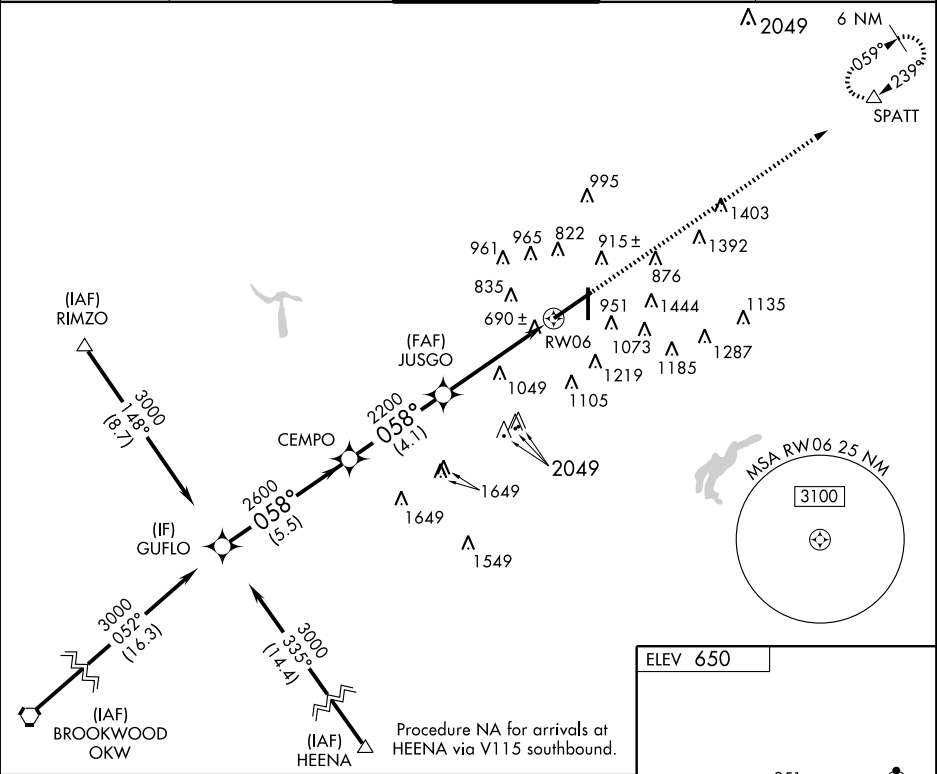 2049
6 NM
059°
239°
SPATT
995
1403
1392
961
965
822
915±
876
835
690±
951
1444
1135
RW06
1073
1185
1287
1219
1049
1105
(IAF)
RIMZO
3000
148°
(8.7)
(FAF)
JUSGO
2200
058°
(4.1)
CEMPO
2049
1649
1649
1549
2600
058°
(5.5)
(IF)
GUFLO
MSA RW06 25 NM
3100
3000
052°
(16.3)
3000
335°
(14.4)
(IAF)
BROOKWOOD
OKW
(IAF)
HEENA
Procedure NA for arrivals at
HEENA via V115 southbound.
ELEV 650